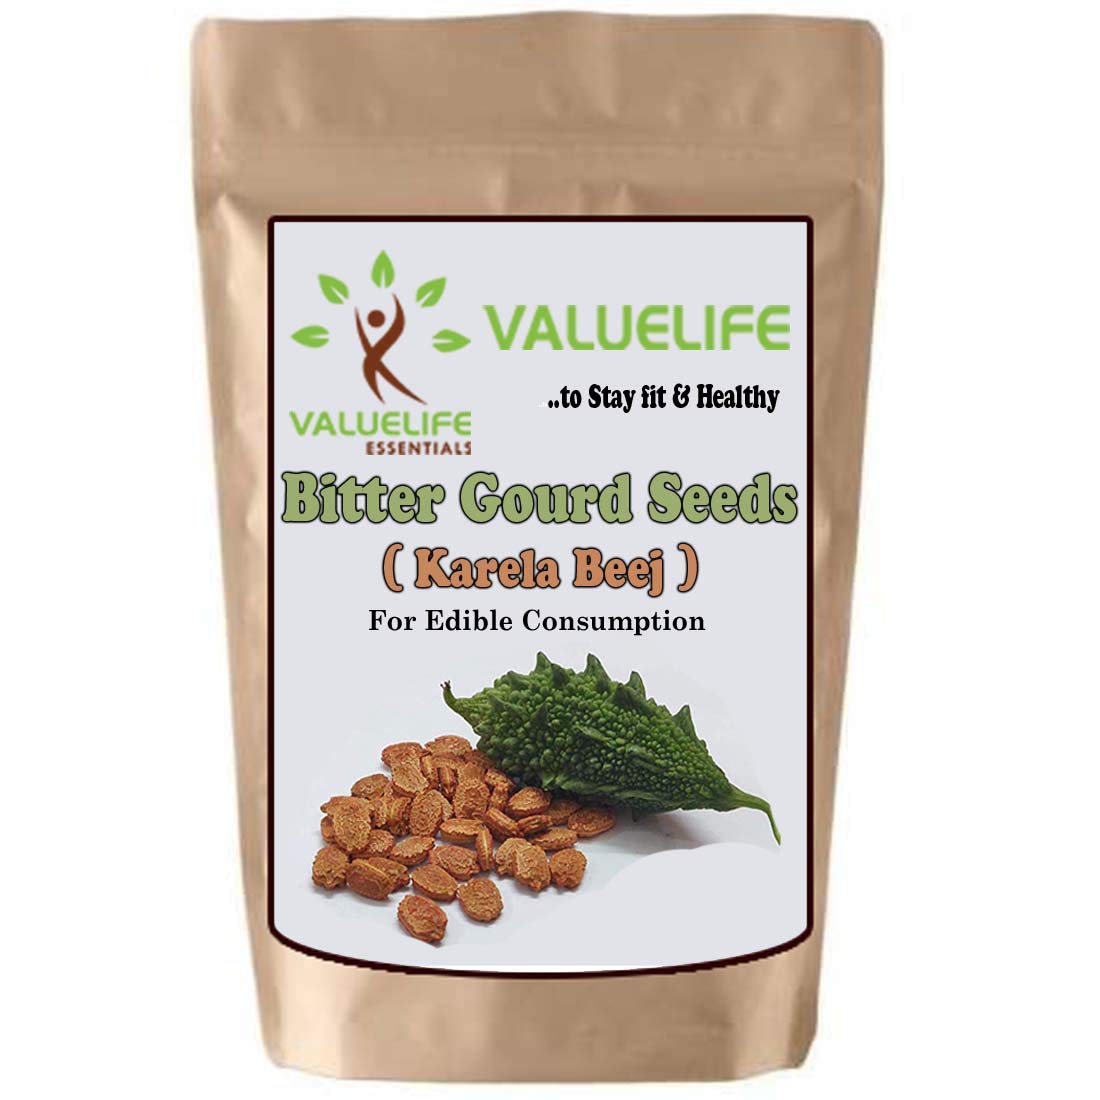 VALUELIFE
..to Stay fit & Healthy
VALUELIFE
ESSENTIALS
Bitter Gourd Seeds
( Karela Beej )
For Edible Consumption